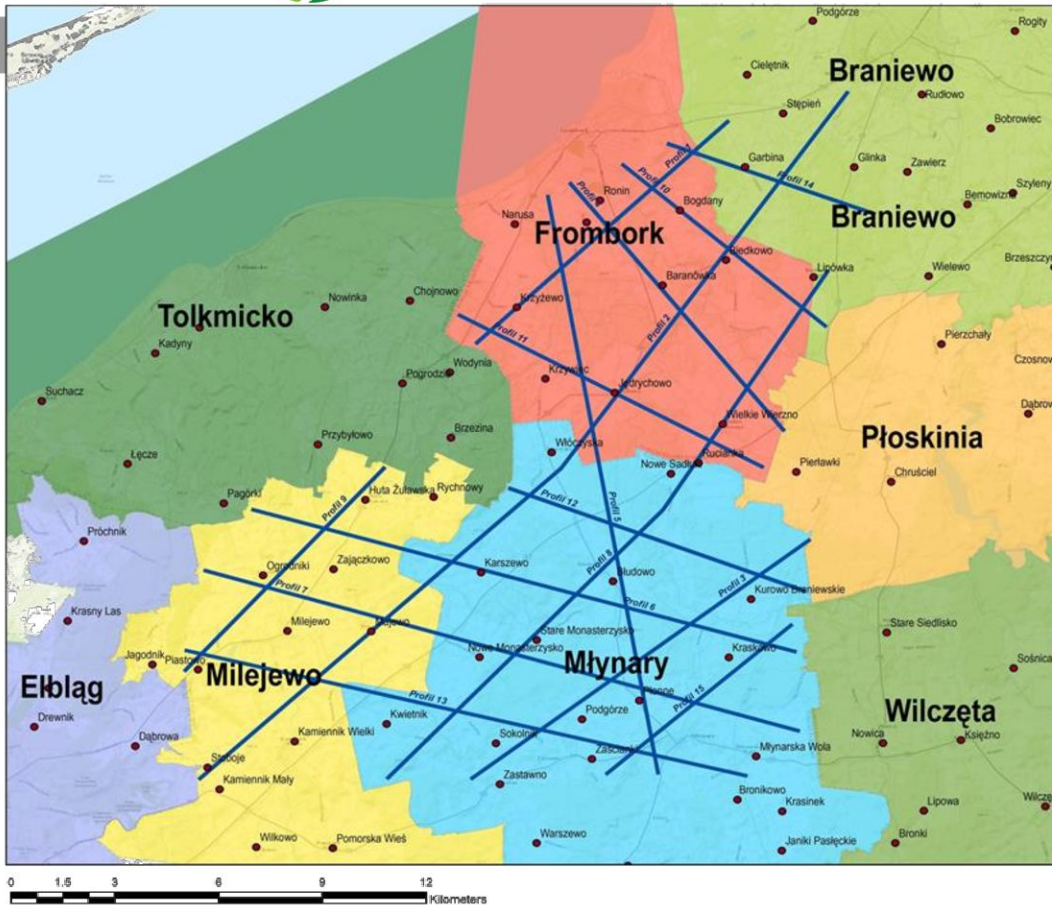 Podgórze
Rogity
Braniewo
Cielętnik
Rudłowo
Stępień
Bobrowiec
Profil 1
Garbina
Glinka
Zawierz
Profil 14
Profil 10
Szyleny
Ronin
Bemowizna
Bogdany
Narusa
Frombork
Braniewo
Biedkowo
Brzeszczyn
Lipówka
Wielewo
Baranówka
Chojnowo
Nowinka
Krzyżewo
Tolkmicko
Profil 2
Profil 11
Pierzchały
Kadyny
Czosnow
Wodynia
Pogrodzie
Krzywiec
Jędrychowo
Suchacz
Dąbrow
Wielkie Wierzno
Płoskinia
Brzezina
Przybyłowo
Włóczyska
Łęcze
Nowe Sadłu
Rucianka
Pierławki
Chruściel
Pagórki
Huta Żuławska
Rychnowy
Profil 9
Profil 12
Profil 5
Próchnik
Zajączkowo
Ogrodniki
Karszewo
Profil 8
Błudowo
Profil 3
Profil 7
Kurowo Braniewskie
Profil 6
Krasny Las
Milejewo
Majewo
Stare Monasterzysko
Stare Siedlisko
Jagodnik
Piastowo
Nowe Monasterzysko
Młynary
Kraskowo
Milejewo
Sośnica
Elbląg
Profil 13
Płonne
Profil 15
Wilczęta
Drewnik
Kwietnik
Podgórze
Dąbrowa
Kamiennik Wielki
Sokolnik
Nowica
Księżno
Zaścianki
Młynarska Wola
Stoboje
Kamiennik Mały
Zastawno
Bronikowo
Krasinek
Lipowa
Wilczę
Wilkowo
Pomorska Wieś
Warszewo
Janiki Pasłęckie
Bronki
0 1,5 3 6 9 12
Kilometers